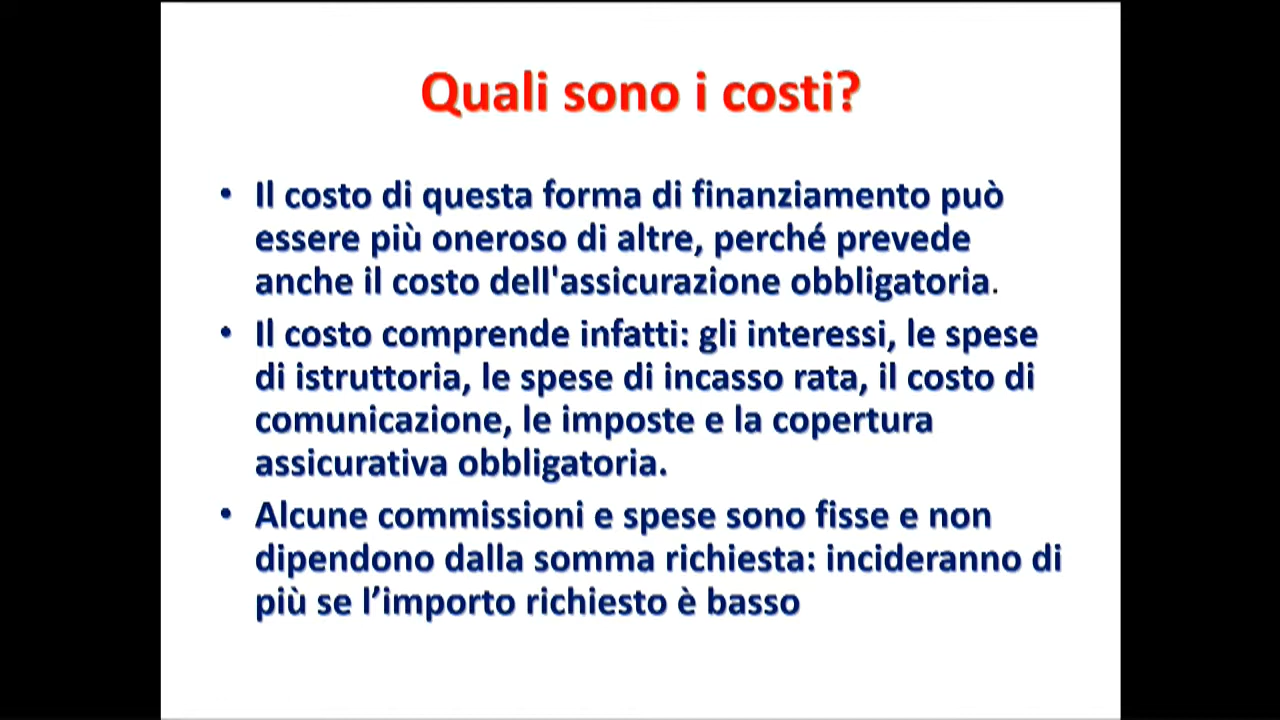 Quali sono i costi?
• Il costo di questa forma di finanziamento può
essere più oneroso di altre, perché prevede
anche il costo dell'assicurazione obbligatoria.
• Il costo comprende infatti: gli interessi, le spese
di istruttoria, le spese di incasso rata, il costo di
comunicazione, le imposte e la copertura
assicurativa obbligatoria.
• Alcune commissioni e spese sono fisse e non
dipendono dalla somma richiesta: incideranno di
più se l’importo richiesto è basso